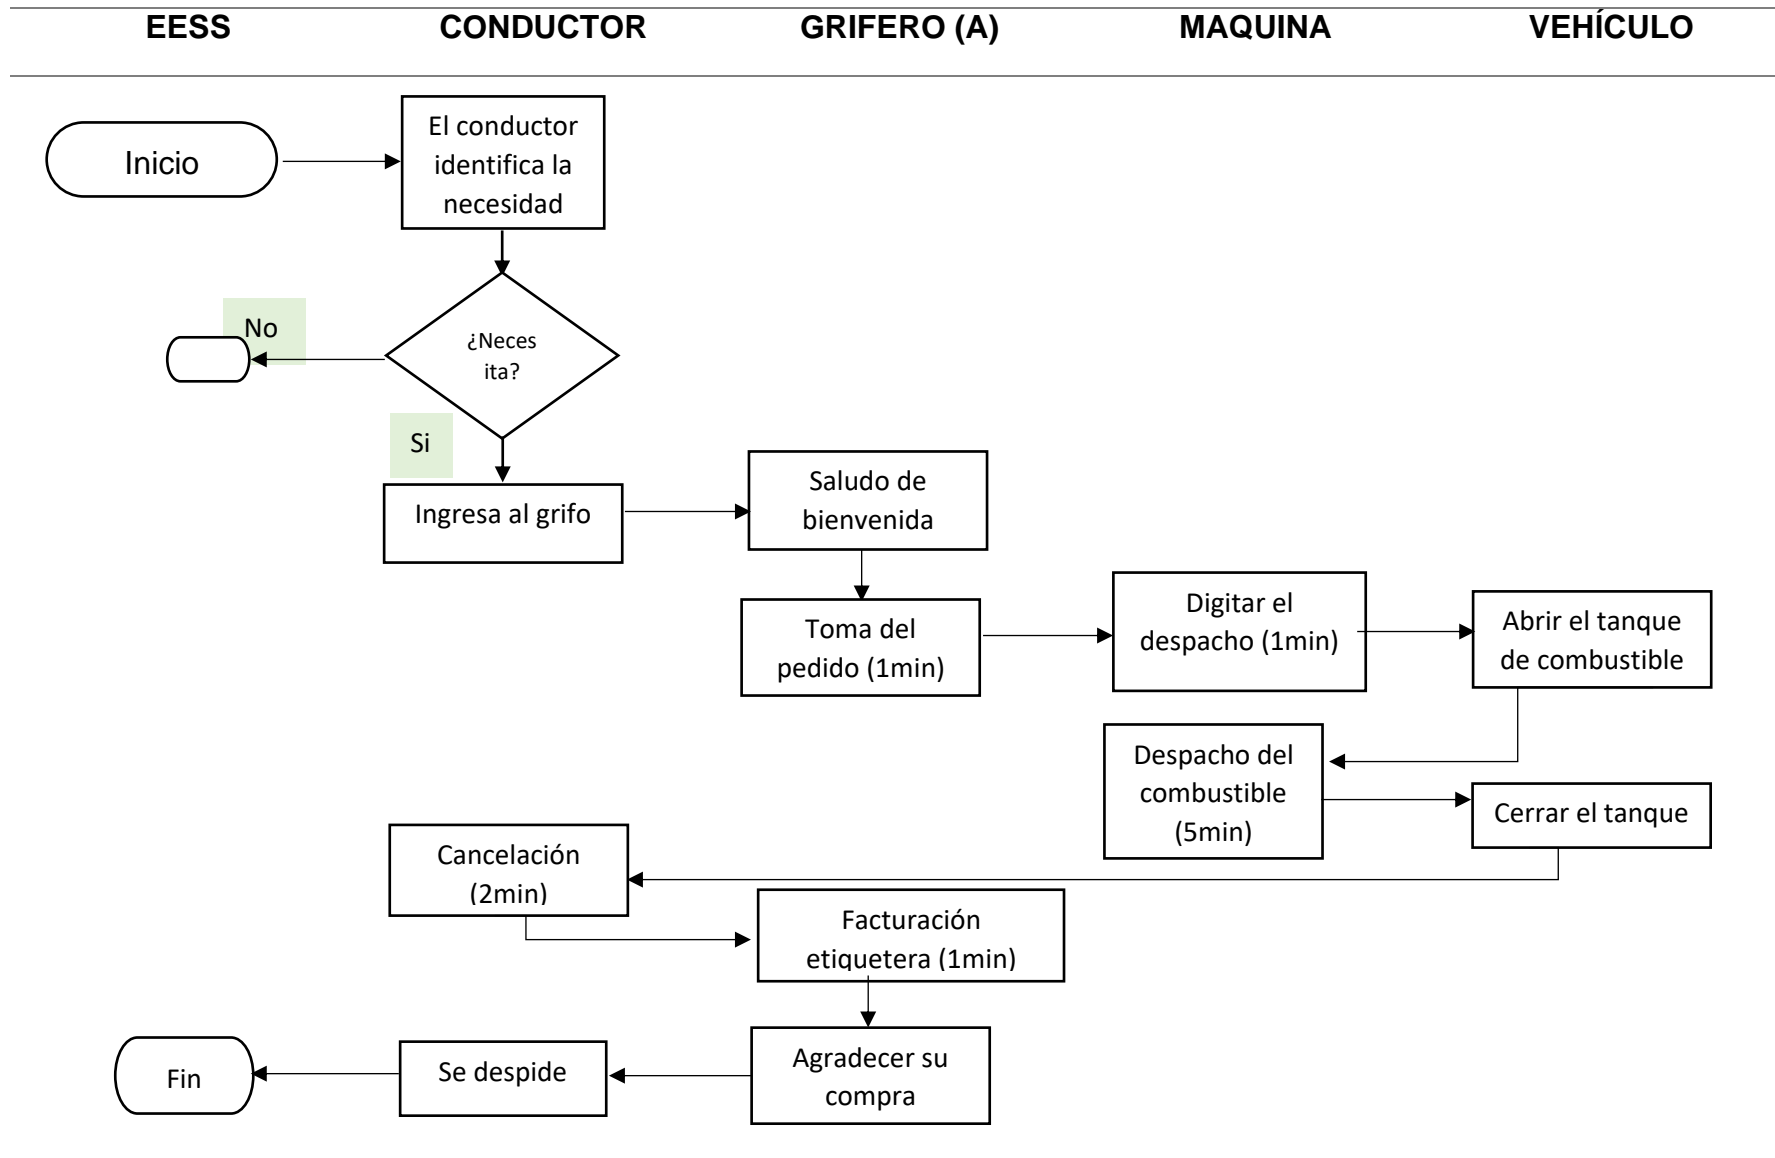 EESS CONDUCTOR GRIFERO (A) MAQUINA VEHÍCULO
Inicio
El conductor
identifica la
necesidad
No
¿Neces
ita?
Si
Ingresa al grifo
Saludo de
bienvenida
Toma del
pedido (1min)
Digitar el
despacho (1min)
Abrir el tanque
de combustible
Despacho del
combustible
(5min)
Cerrar el tanque
Cancelación
(2min)
Facturación
etiquetera (1min)
Agradecer su
compra
Se despide
Fin